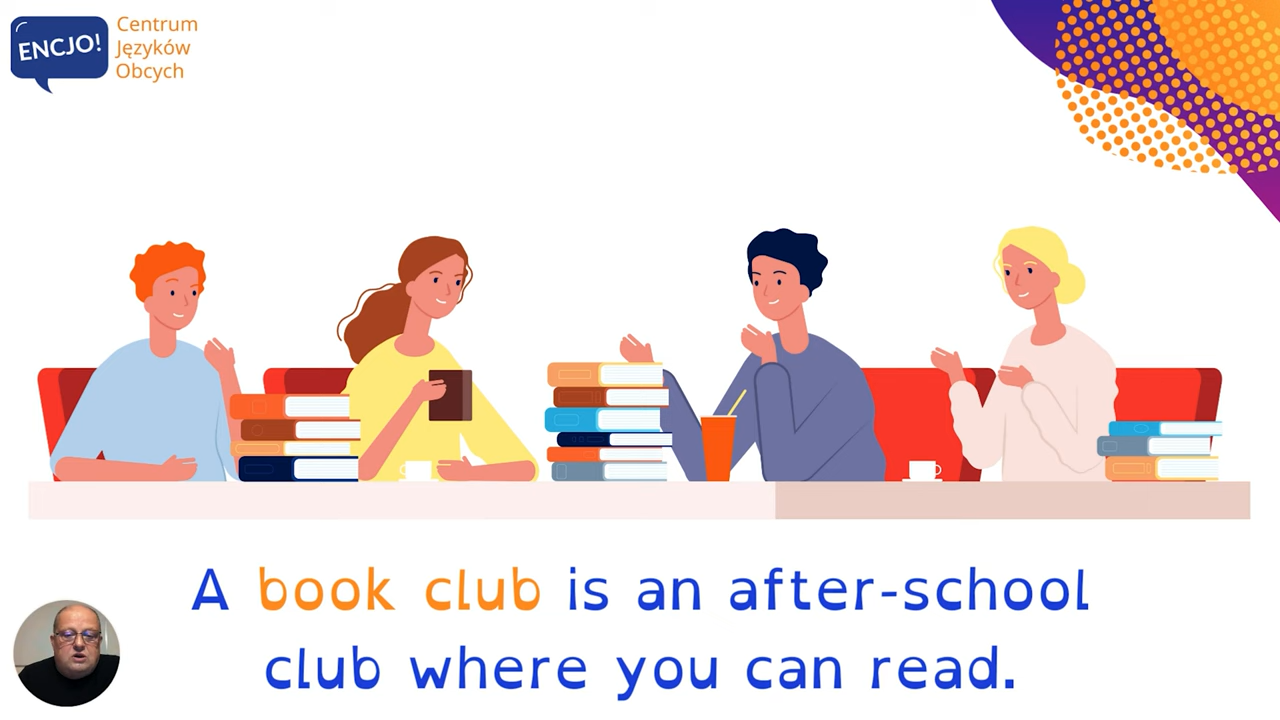 ENCJO!
Centrum
Języków
Obcych
A book club is an after-school
club where you can read.